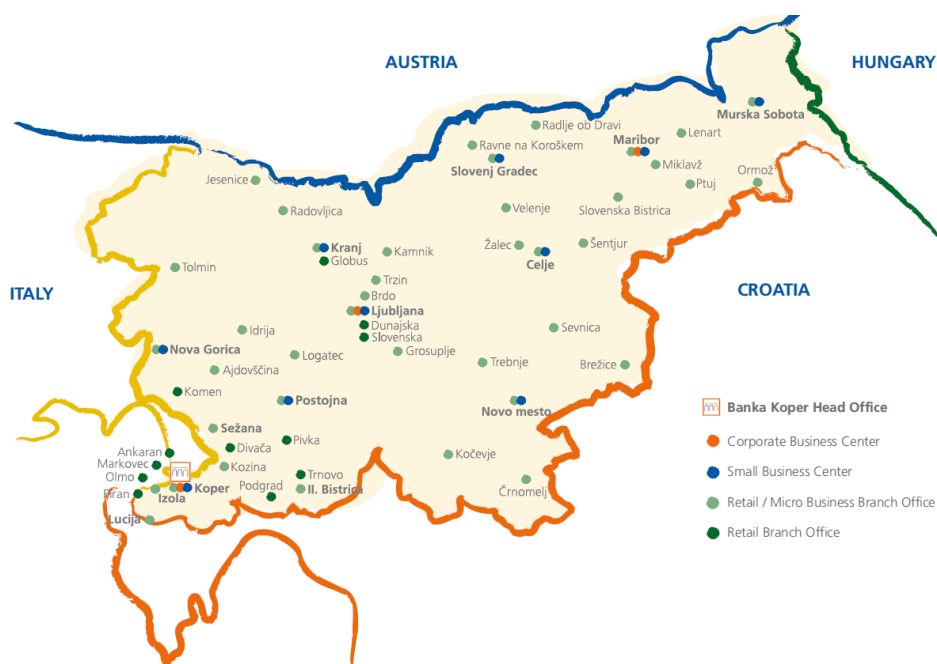 AUSTRIA
HUNGARY
Murska Sobota
Radlje ob Dravi
Lenart
Maribor
Ravne na Koroškem
Miklavž
Slovenj Gradec
Ormož
Jesenice
Ptuj
Slovenska Bistrica
Radovljica
Velenje
Kranj
Kamnik
Žalec
Šentjur
Globus
Celje
Tolmin
Trzin
ITALY
CROATIA
Brdo
Ljubljana
Dunajska
Idrija
Slovenska
Sevnica
Nova Gorica
Logatec
Grosuplje
Trebnje
Brežice
Ajdovščina
Komen
Postojna
Novo mesto
Banka Koper Head Office
Sežana
Pivka
Corporate Business Center
Ankaran
Divača
Kočevje
Markovec
Kozina
Small Business Center
Olmo
Trnovo
Črnomelj
Podgrad
Il. Bistrica
Koper
Piran
Izola
Retail / Micro Business Branch Office
Lucija
Retail Branch Office